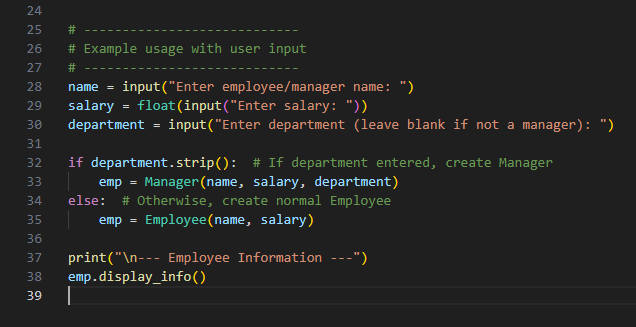 24
25 # ----------------------------
26 # Example usage with user input
27 # ----------------------------
28 name = input("Enter employee/manager name: ")
29 salary = float(input("Enter salary: "))
30 department = input("Enter department (leave blank if not a manager): ")
31
32 if department.strip():  # If department entered, create Manager
33     emp = Manager(name, salary, department)
34 else:  # Otherwise, create normal Employee
35     emp = Employee(name, salary)
36
37 print("\n--- Employee Information ---")
38 emp.display_info()
39